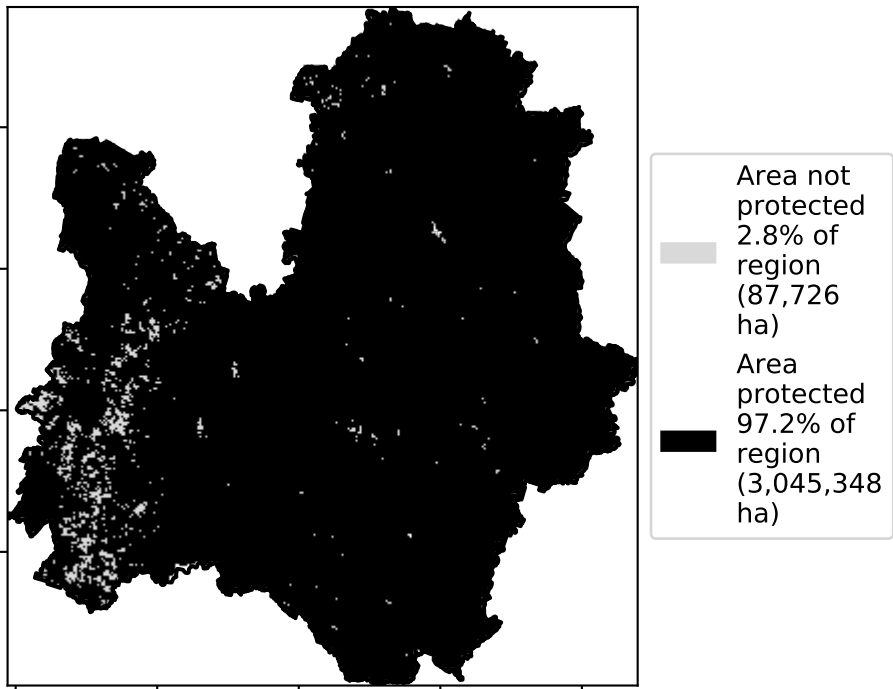 Area not
protected
2.8% of
region
(87,726
ha)
Area
protected
97.2% of
region
(3,045,348
ha)